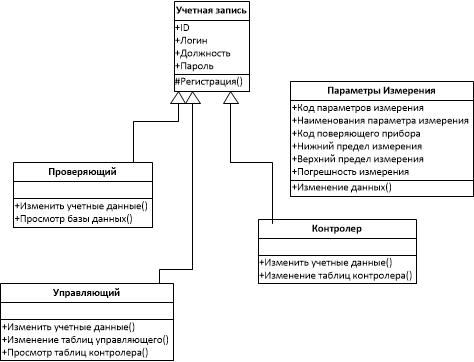 Учетная запись
+ID
+Логин
+Должность
+Пароль
#Регистрация()
Параметры Измерения
+Код параметров измерения
+Наименования параметра измерения
+Код поверяющего прибора
+Нижний предел измерения
+Верхний предел измерения
+Погрешность измерения
+Изменение данных()
Проверяющий
+Изменить учетные данные()
+Просмотр базы данных()
Контролер
+Изменить учетные данные()
+Изменение таблиц контролера()
Управляющий
+Изменить учетные данные()
+Изменение таблиц управляющего()
+Просмотр таблиц контролера()